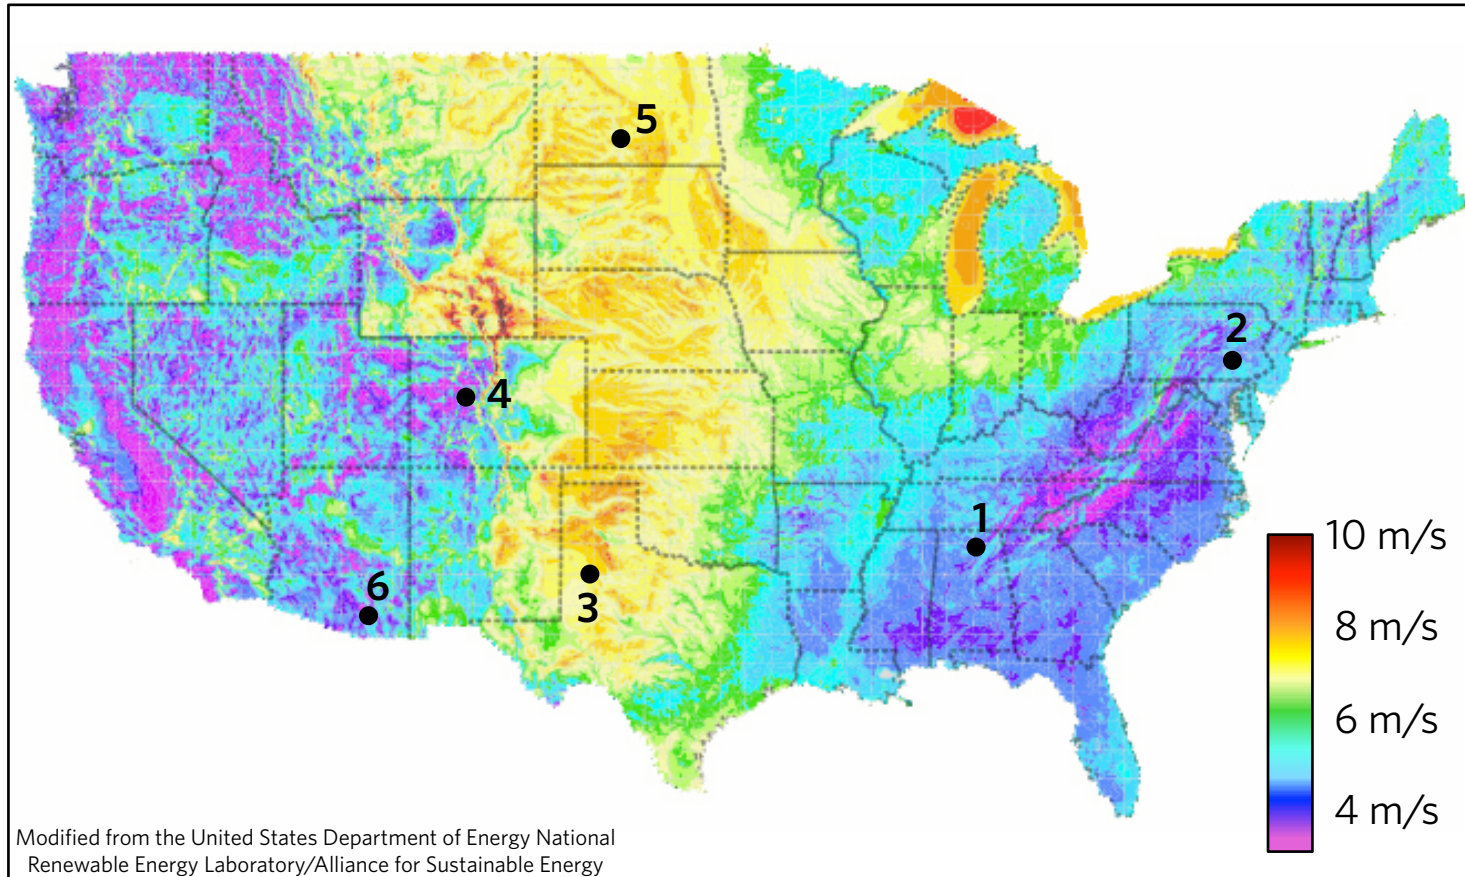 5
2
4
1
10 m/s
6
3
8 m/s
6 m/s
4 m/s
Modified from the United States Department of Energy National
Renewable Energy Laboratory/Alliance for Sustainable Energy